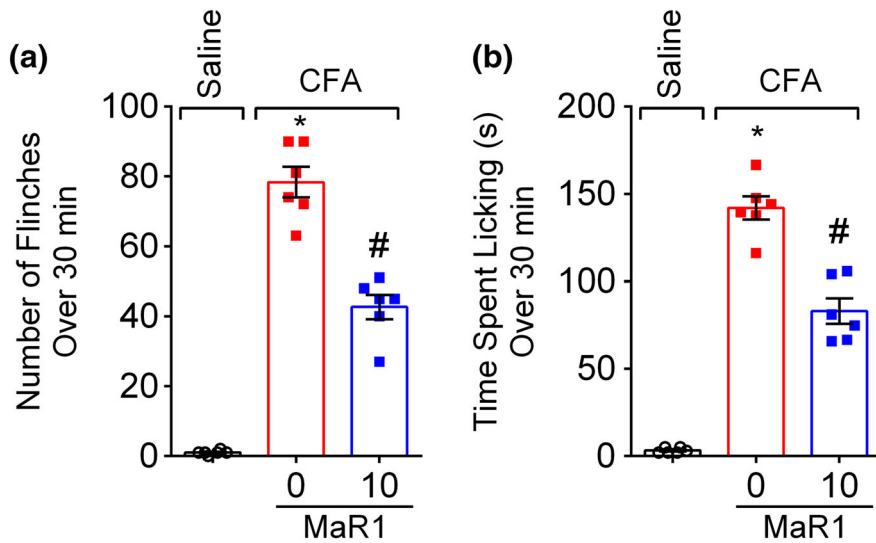 (a)
Saline
CFA
Number of Flinches
Over 30 min
100
80
60
40
20
0
*
#
0 10
MaR1
(b)
Saline
CFA
Time Spent Licking (s)
Over 30 min
200
150
100
50
0
*
#
0 10
MaR1